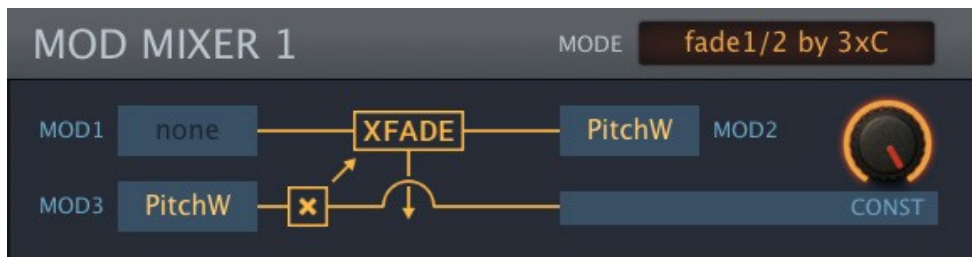 MOD MIXER 1 MODE fade1/2 by 3xC
MOD1 none XFADE PitchW MOD2
MOD3 PitchW × CONST